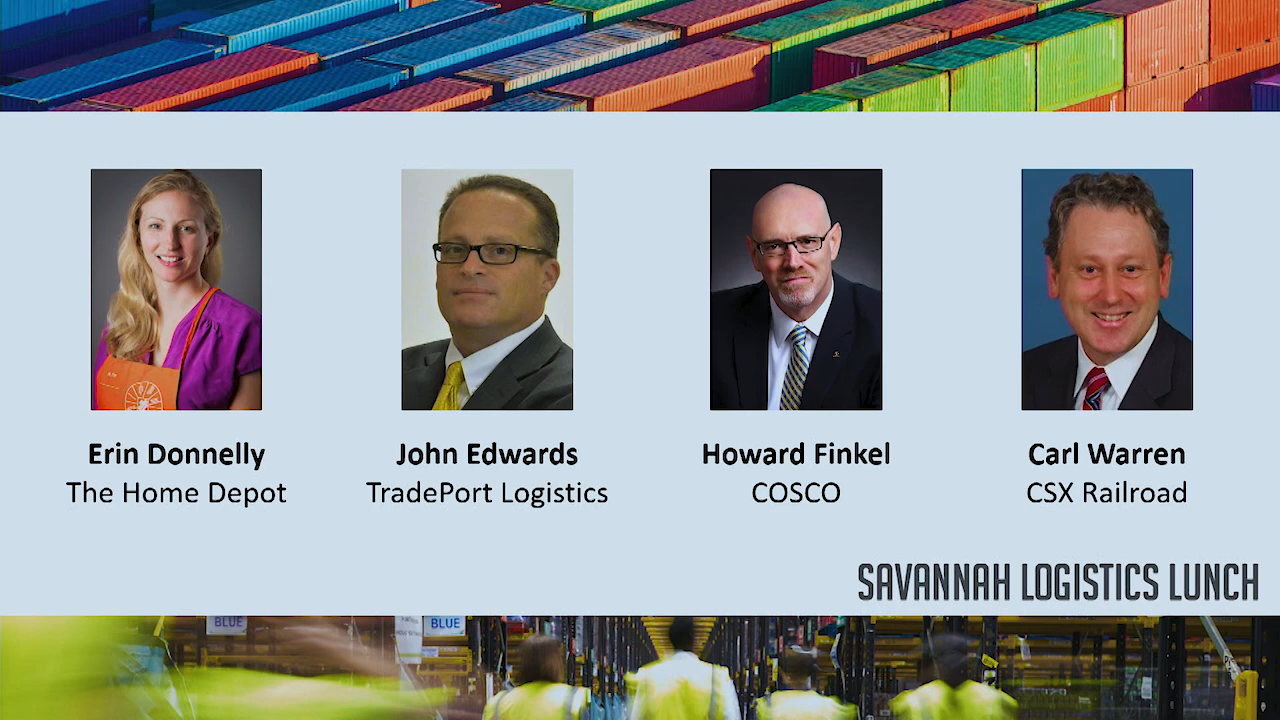 Erin Donnelly
The Home Depot
John Edwards
TradePort Logistics
Howard Finkel
COSCO
Carl Warren
CSX Railroad
SAVANNAH LOGISTICS LUNCH
BLUE
BLUE